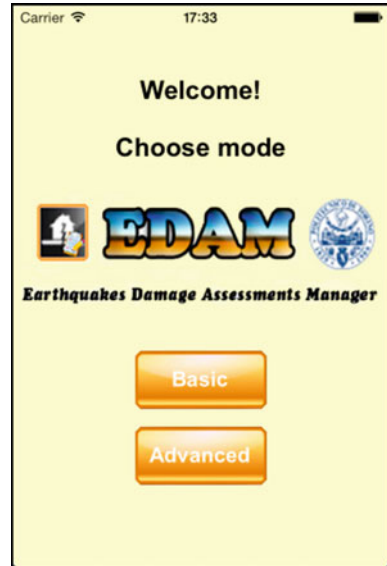 Carrier 17:33
Welcome!
Choose mode
EDAM
Earthquakes Damage Assessments Manager
Basic
Advanced